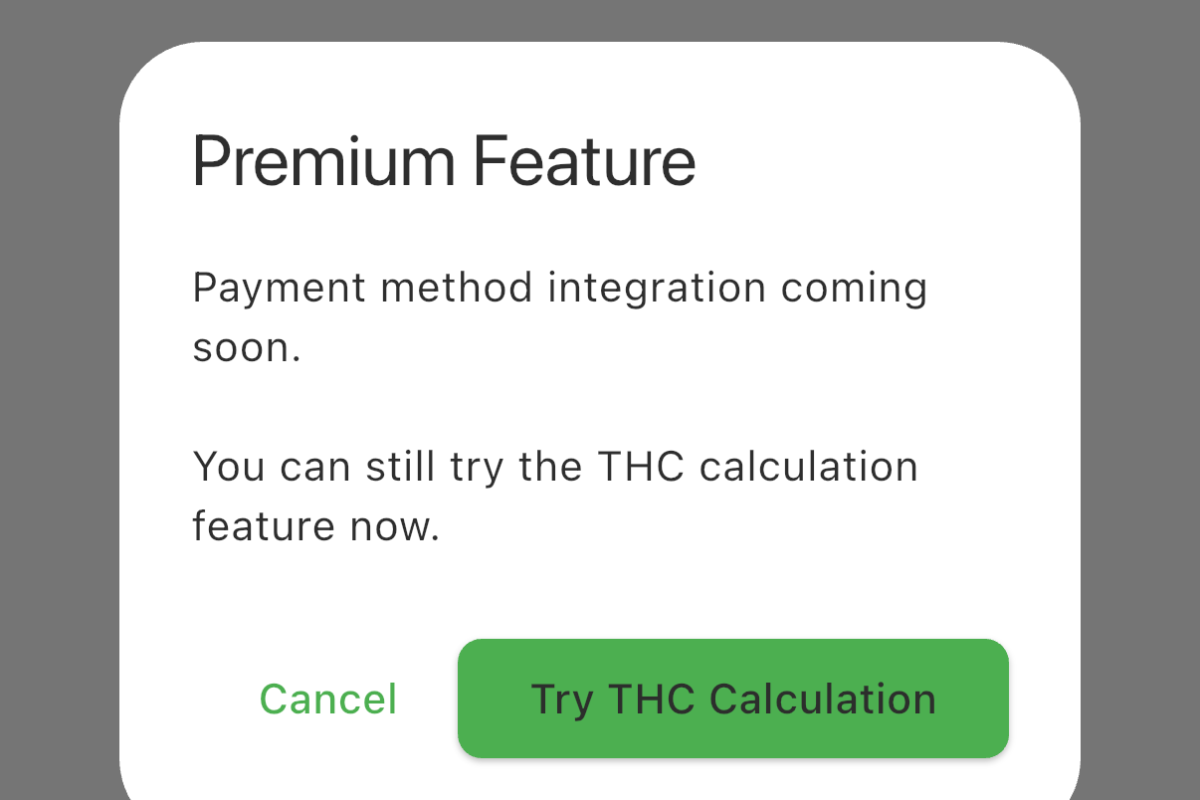 Premium Feature
Payment method integration coming
soon.
You can still try the THC calculation
feature now.
Cancel
Try THC Calculation